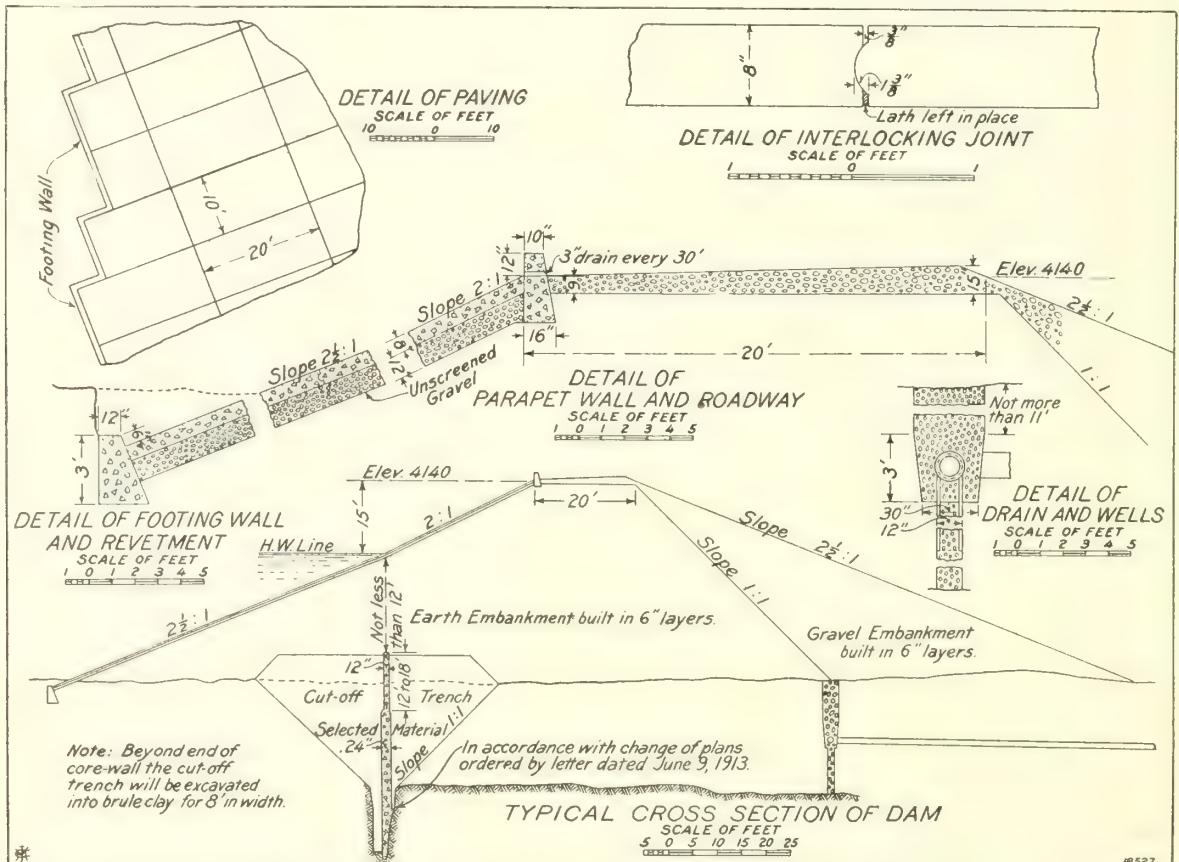 DETAIL OF PAVING
SCALE OF FEET
10 0 10
Footing Wall
10'
20'
8"
3/8"
1 3/8"
Lath left in place
DETAIL OF INTERLOCKING JOINT
SCALE OF FEET
1 0 1
10"
12"
3" drain every 30'
9"
Elev. 4140
15"
2½:1
Slope 2:1
8"
12"
16"
20'
1:1
Slope 2½:1
Unscreened
Gravel
DETAIL OF
PARAPET WALL AND ROADWAY
SCALE OF FEET
1 0 1 2 3 4 5
12"
3'
DETAIL OF FOOTING WALL
AND REVETMENT
SCALE OF FEET
1 0 1 2 3 4 5
Not more
than 11'
3'
30"
12"
DETAIL OF
DRAIN AND WELLS
SCALE OF FEET
1 0 1 2 3 4 5
Elev. 4140
15'
20'
2:1
H.W. Line
2½:1
Slope 2½:1
Slope 1:1
Not less
than 12'
Earth Embankment built in 6" layers.
Gravel Embankment
built in 6" layers.
12"
12' to 18'
Cut-off Trench
Selected Material
24"
Slope 1:1
In accordance with change of plans
ordered by letter dated June 9, 1913.
Note: Beyond end of
core-wall the cut-off
trench will be excavated
into brule clay for 8' in width.
TYPICAL CROSS SECTION OF DAM
SCALE OF FEET
5 0 5 10 15 20 25
18527